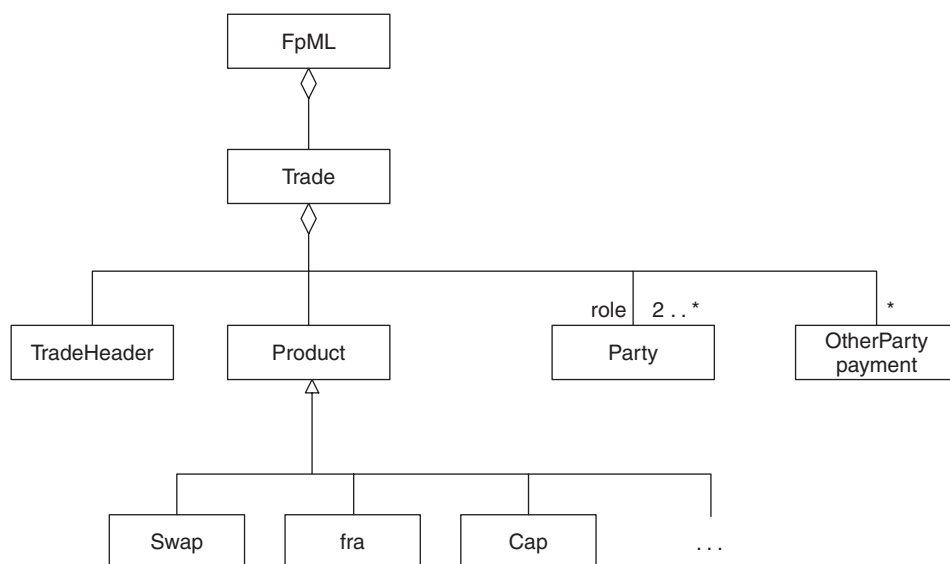 FpML
Trade
role 2 . . * *
TradeHeader
Product
Party
OtherParty
payment
Swap
fra
Cap
. . .